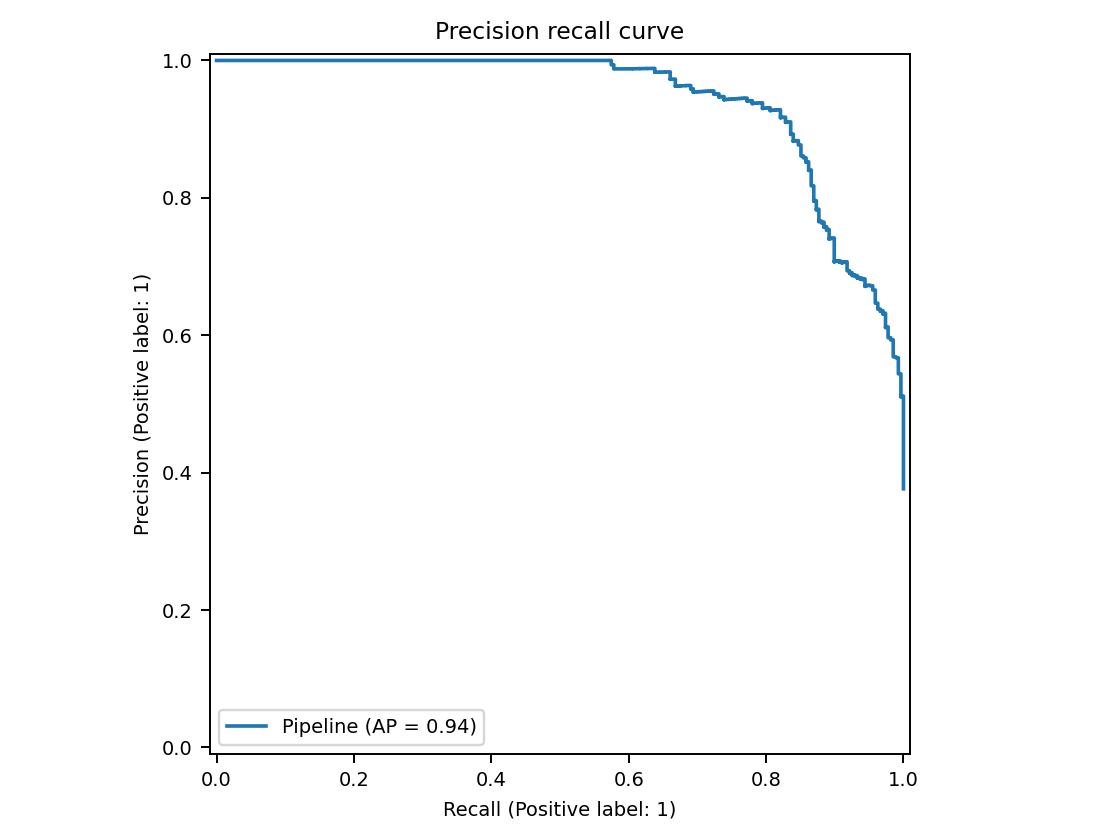 Precision recall curve
1.0
0.8
0.6
0.4
0.2
0.0
Precision (Positive label: 1)
Pipeline (AP = 0.94)
0.0 0.2 0.4 0.6 0.8 1.0
Recall (Positive label: 1)